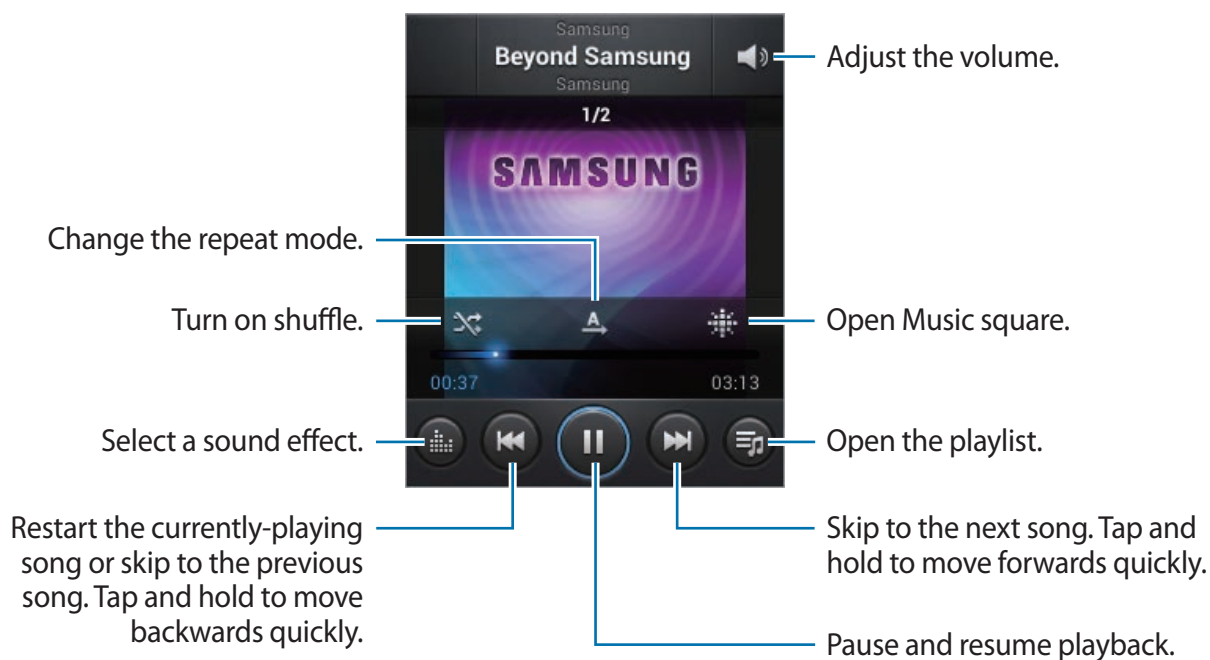 Samsung
Beyond Samsung
Samsung
Adjust the volume.
1/2
SAMSUNG
Change the repeat mode.
A
Turn on shuffle.
Open Music square.
00:37
03:13
Select a sound effect.
Open the playlist.
Restart the currently-playing
song or skip to the previous
song. Tap and hold to move
backwards quickly.
Skip to the next song. Tap and
hold to move forwards quickly.
Pause and resume playback.